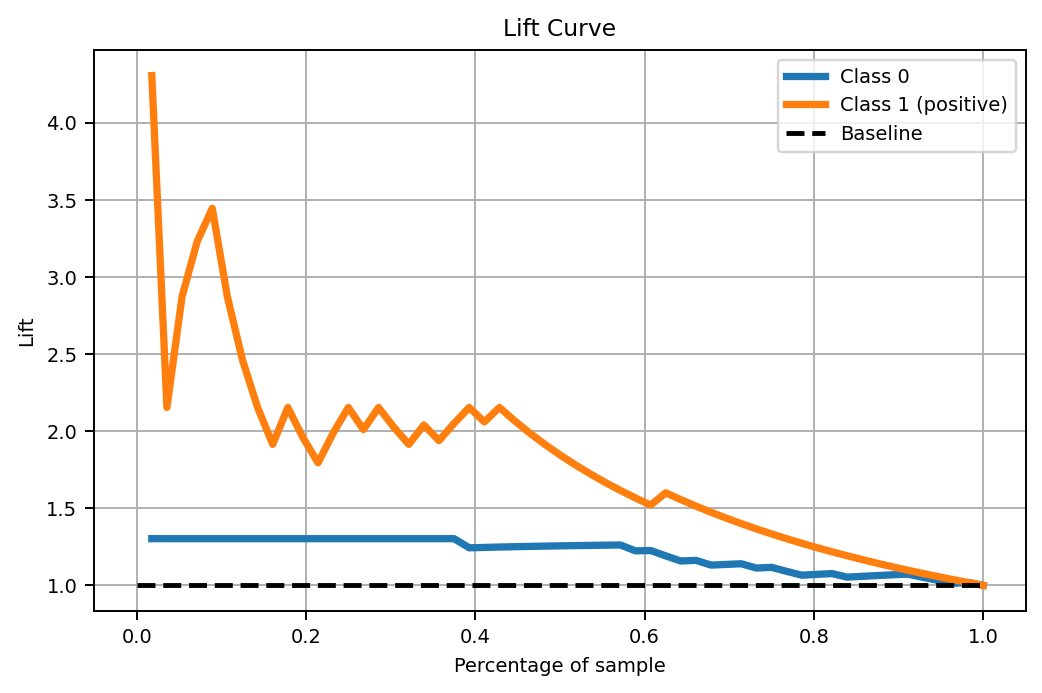 Lift Curve
Class 0
Class 1 (positive)
Baseline
4.0
3.5
3.0
2.5
2.0
1.5
1.0
Lift
0.0
0.2
0.4
0.6
0.8
1.0
Percentage of sample